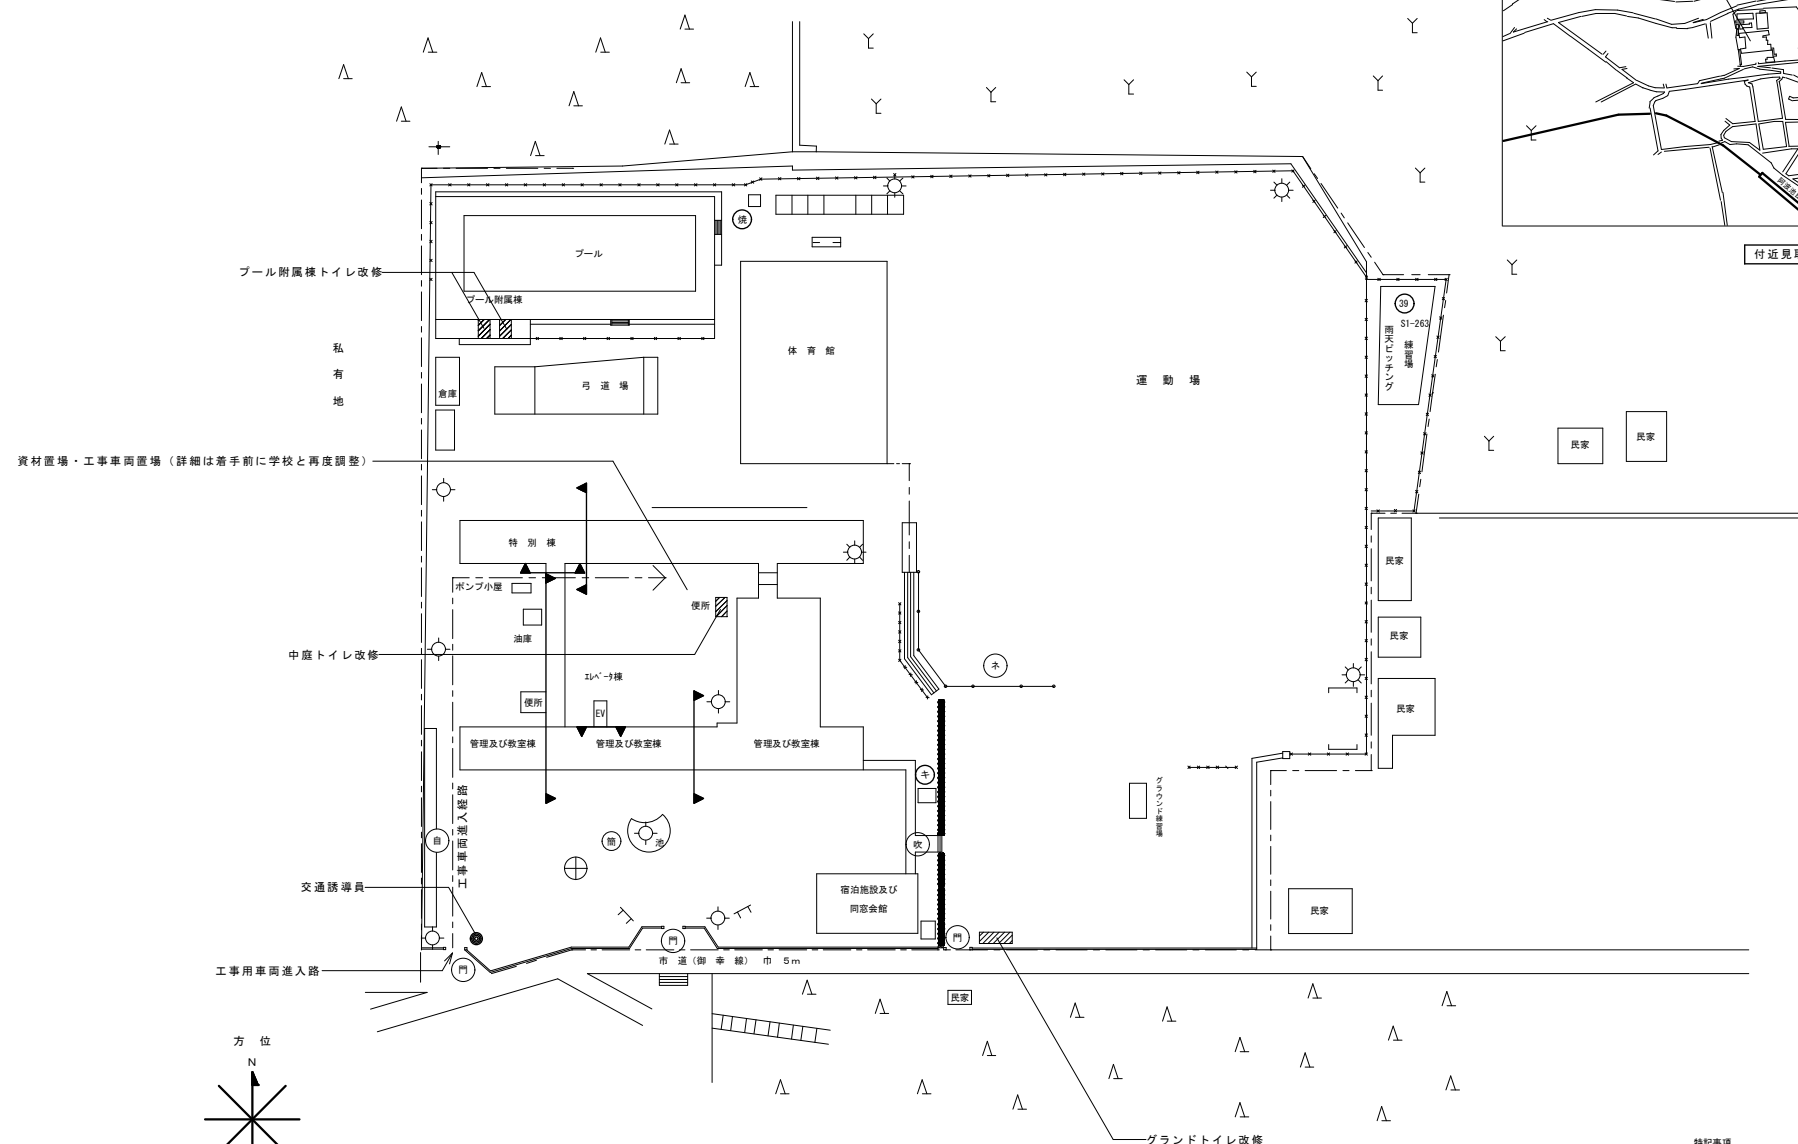 付近見
焼
プール
プール附属棟トイレ改修
プール附属棟
39
S1-263
雨天ピッチング
練習場
私有地
体育館
運動場
倉庫
弓道場
民家
民家
資材置場・工事車両置場（詳細は着手前に学校と再度調整）
特別棟
民家
ポンプ小屋
便所
油庫
民家
中庭トイレ改修
ネ
エレベータ棟
便所
EV
民家
管理及び教室棟
管理及び教室棟
管理及び教室棟
キ
グラウンド練習場
工事車両進入経路
自
簡
池
吹
交通誘導員
宿泊施設及び
同窓会館
民家
門
門
市道(御幸線) 巾 5m
工事用車両進入路
門
民家
方位
N
グランドトイレ改修
特記事項